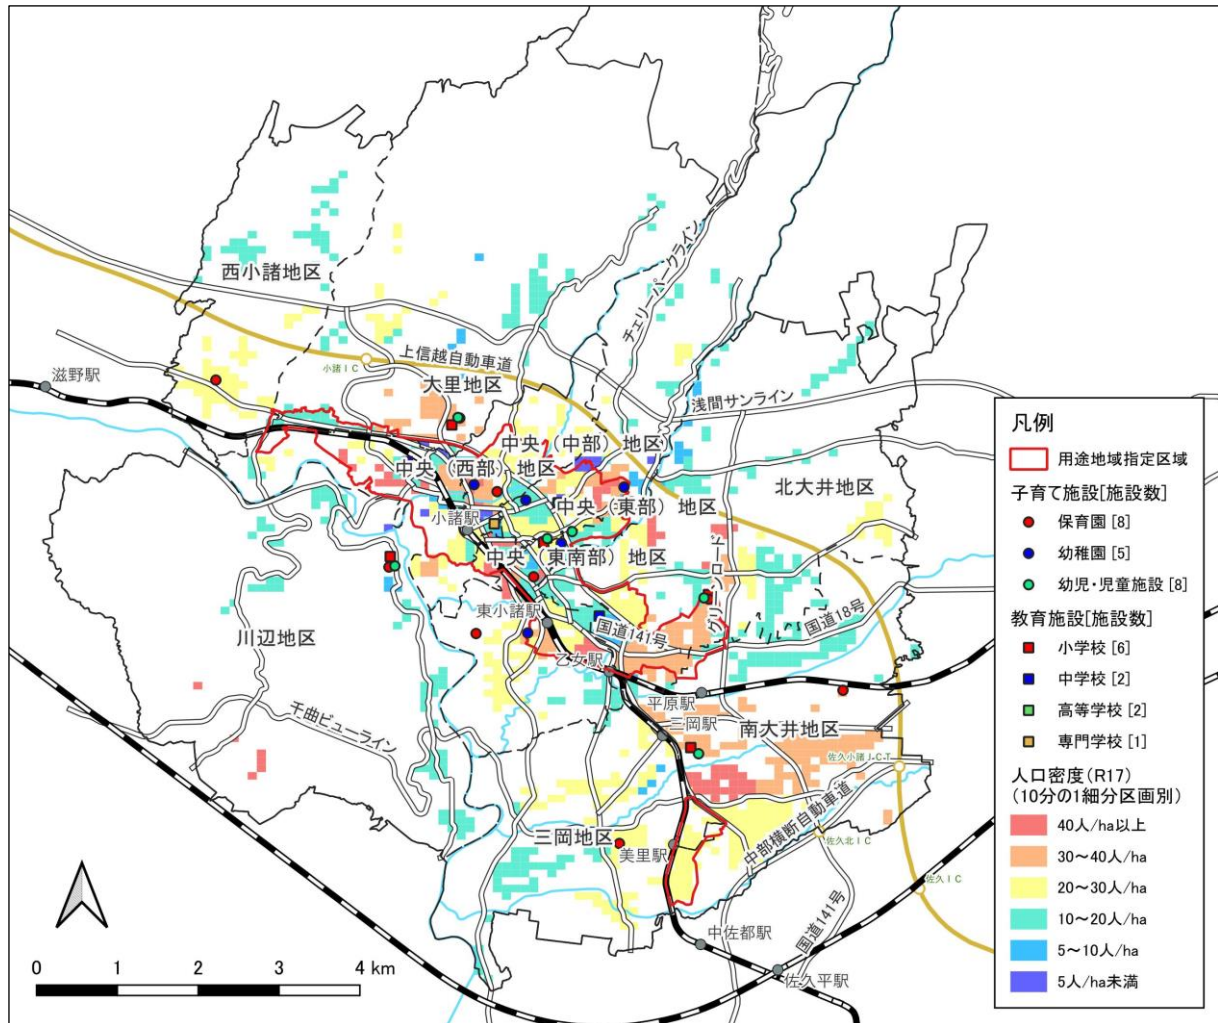 西小諸地区
チェリーパークライン
滋野駅
小諸IC
上信越自動車道
大里地区
浅間サンライン
中央（中部）地区
中央（西部）地区
北大井地区
中央（東部）地区
小諸駅
中央（東南部）地区
グリーンロード
東小諸駅
国道141号
国道18号
川辺地区
乙女駅
平原駅
千曲ビューライン
三岡駅
南大井地区
佐久小諸JCT
中部横断自動車道
三岡地区
美里駅
佐久北IC
佐久IC
国道141号
中佐都駅
佐久平駅
0 1 2 3 4 km
凡例
用途地域指定区域
子育て施設[施設数]
保育園 [8]
幼稚園 [5]
幼児・児童施設 [8]
教育施設[施設数]
小学校 [6]
中学校 [2]
高等学校 [2]
専門学校 [1]
人口密度（R17）
（10分の1細分区画別）
40人/ha以上
30～40人/ha
20～30人/ha
10～20人/ha
5～10人/ha
5人/ha未満